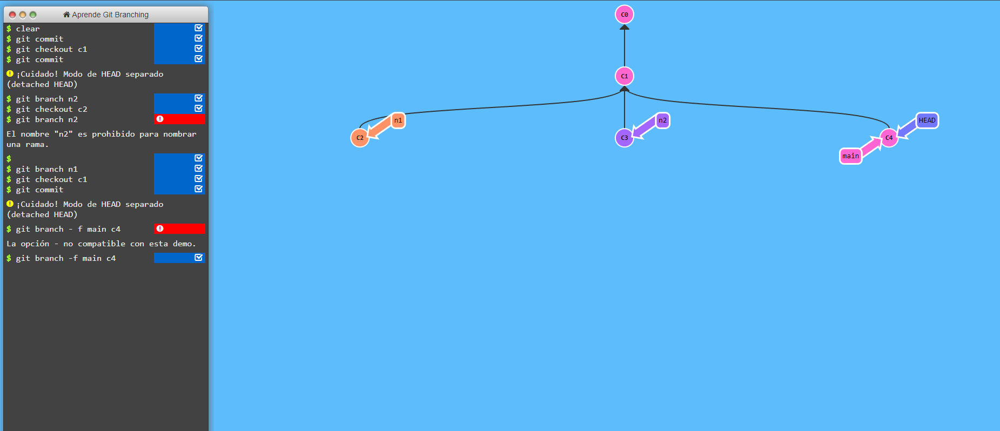 Aprende Git Branching
$ clear
$ git commit
$ git checkout c1
$ git commit
¡Cuidado! Modo de HEAD separado
(detached HEAD)
$ git branch n2
$ git checkout c2
$ git branch n2
El nombre "n2" es prohibido para nombrar
una rama.
$
$ git branch n1
$ git checkout c1
$ git commit
¡Cuidado! Modo de HEAD separado
(detached HEAD)
$ git branch - f main c4
La opción - no compatible con esta demo.
$ git branch -f main c4
C0
C1
n1
n2
HEAD
C2
C3
C4
main